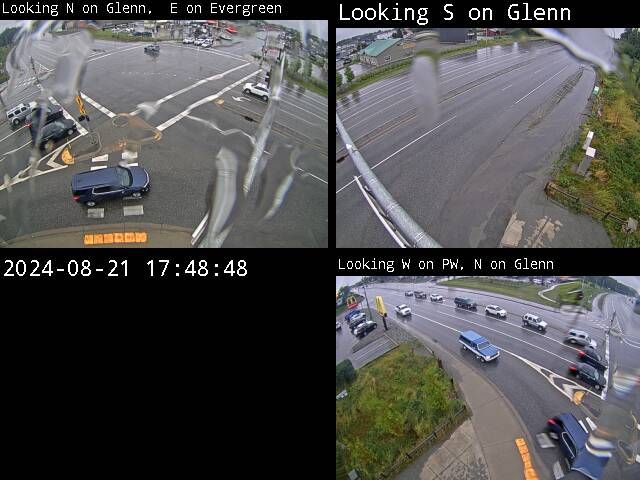 Looking N on Glenn,  E on Evergreen
Looking S on Glenn
2024-08-21 17:48:48
Looking W on PW, N on Glenn